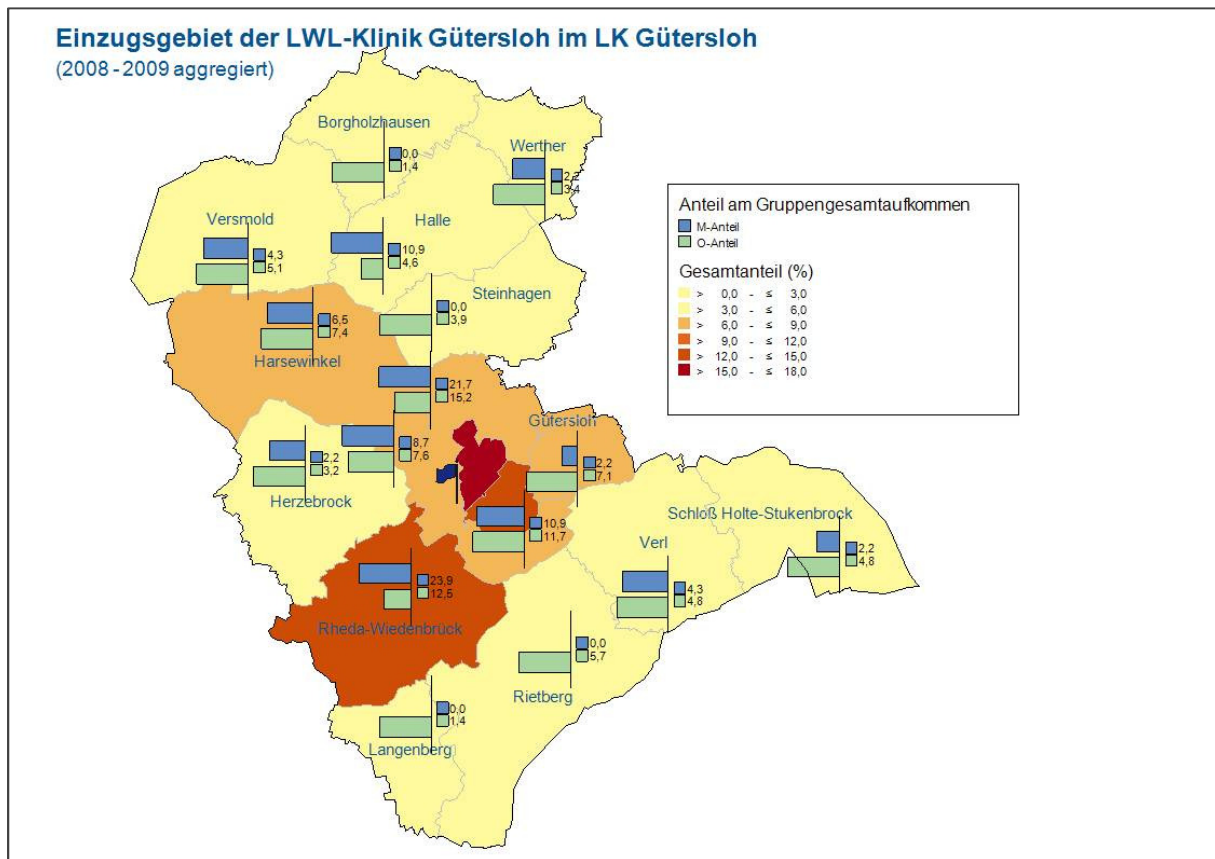 Einzugsgebiet der LWL-Klinik Gütersloh im LK Gütersloh
(2008 - 2009 aggregiert)
Borgholzhausen
0,0
1,4
Werther
2,2
3,4
Versmold
4,3
5,1
Halle
10,9
4,6
Steinhagen
0,0
3,9
Harsewinkel
6,5
7,4
21,7
15,2
Gütersloh
2,2
7,1
8,7
7,6
Herzebrock
2,2
3,2
10,9
11,7
Schloß Holte-Stukenbrock
2,2
4,8
Verl
4,3
4,8
Rheda-Wiedenbrück
23,9
12,5
Rietberg
0,0
5,7
Langenberg
0,0
1,4
Anteil am Gruppengesamtaufkommen
M-Anteil
O-Anteil
Gesamtanteil (%)
> 0,0 - ≤ 3,0
> 3,0 - ≤ 6,0
> 6,0 - ≤ 9,0
> 9,0 - ≤ 12,0
> 12,0 - ≤ 15,0
> 15,0 - ≤ 18,0